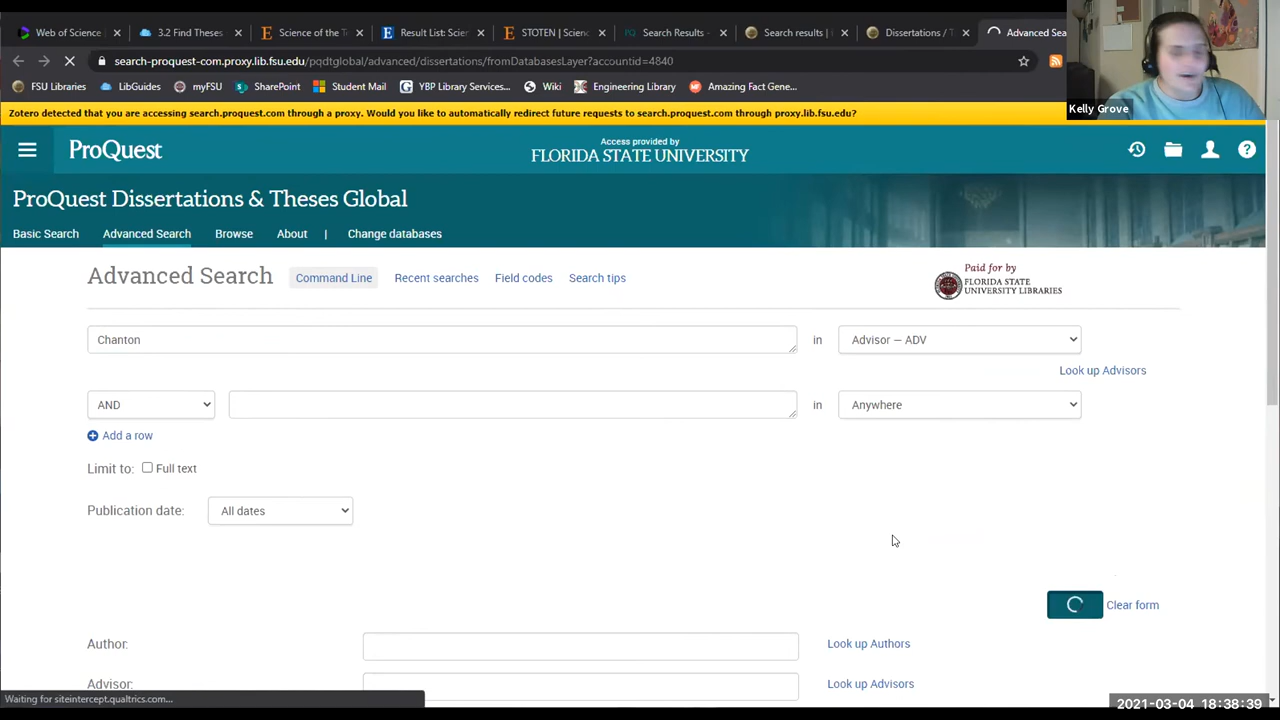 Web of Science
3.2 Find Theses
Science of the T
Result List: Scien
STOTEN | Scienc
Search Results -
Search results |
Dissertations / T
Advanced Sea
search-proquest-com.proxy.lib.fsu.edu/pqdtglobal/advanced/dissertations/fromDatabasesLayer?accountid=4840
FSU Libraries
LibGuides
myFSU
SharePoint
Student Mail
YBP Library Services...
Wiki
Engineering Library
Amazing Fact Gene...
Kelly Grove
Zotero detected that you are accessing search.proquest.com through a proxy. Would you like to automatically redirect future requests to search.proquest.com through proxy.lib.fsu.edu?
ProQuest
Access provided by
FLORIDA STATE UNIVERSITY
ProQuest Dissertations & Theses Global
Basic Search
Advanced Search
Browse
About
|
Change databases
Advanced Search
Command Line
Recent searches
Field codes
Search tips
Paid for by
FLORIDA STATE
UNIVERSITY LIBRARIES
Chanton
in
Advisor — ADV
Look up Advisors
AND
in
Anywhere
Add a row
Limit to:
Full text
Publication date:
All dates
Clear form
Author:
Look up Authors
Advisor:
Look up Advisors
Waiting for siteintercept.qualtrics.com...
2021-03-04 18:38:39